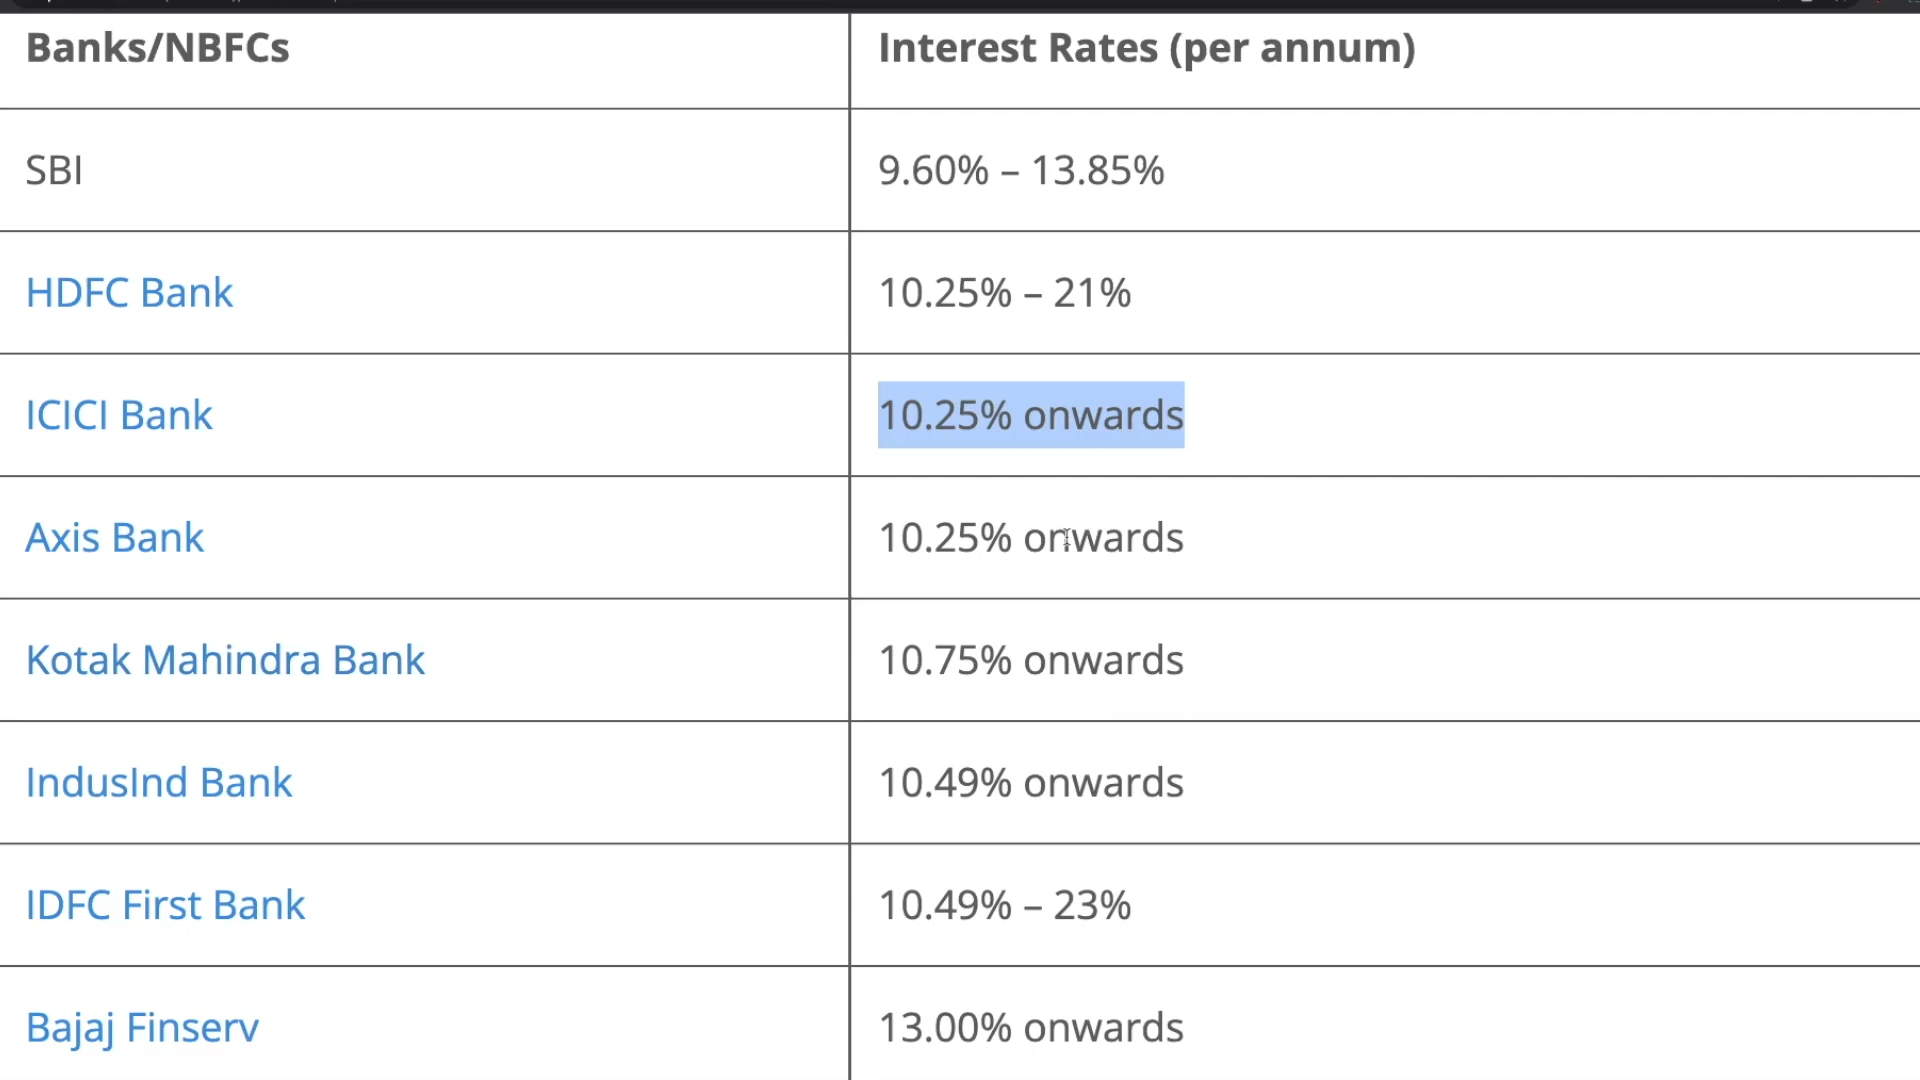 Banks/NBFCs Interest Rates (per annum)
SBI 9.60% – 13.85%
HDFC Bank 10.25% – 21%
ICICI Bank 10.25% onwards
Axis Bank 10.25% onwards
Kotak Mahindra Bank 10.75% onwards
IndusInd Bank 10.49% onwards
IDFC First Bank 10.49% – 23%
Bajaj Finserv 13.00% onwards